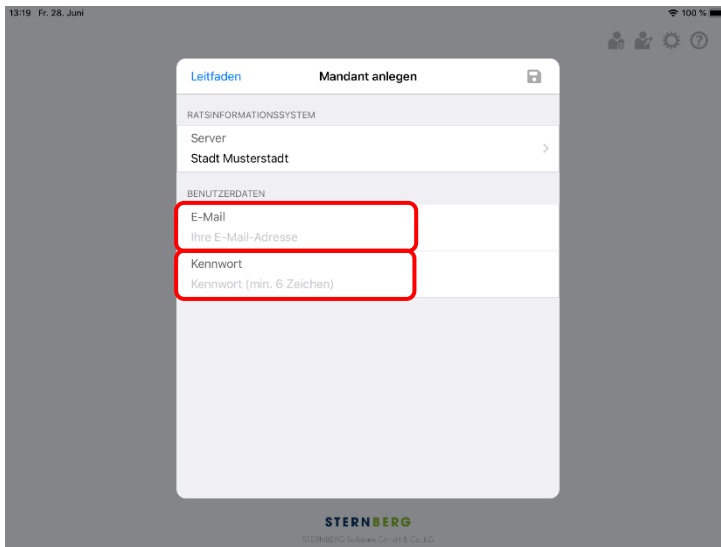 13:19 Fr. 28. Juni
100 %
Leitfaden
Mandant anlegen
RATSINFORMATIONSSYSTEM
Server
Stadt Musterstadt
BENUTZERDATEN
E-Mail
Ihre E-Mail-Adresse
Kennwort
Kennwort (min. 6 Zeichen)
STERNBERG
STERNBERG Software GmbH & Co. KG